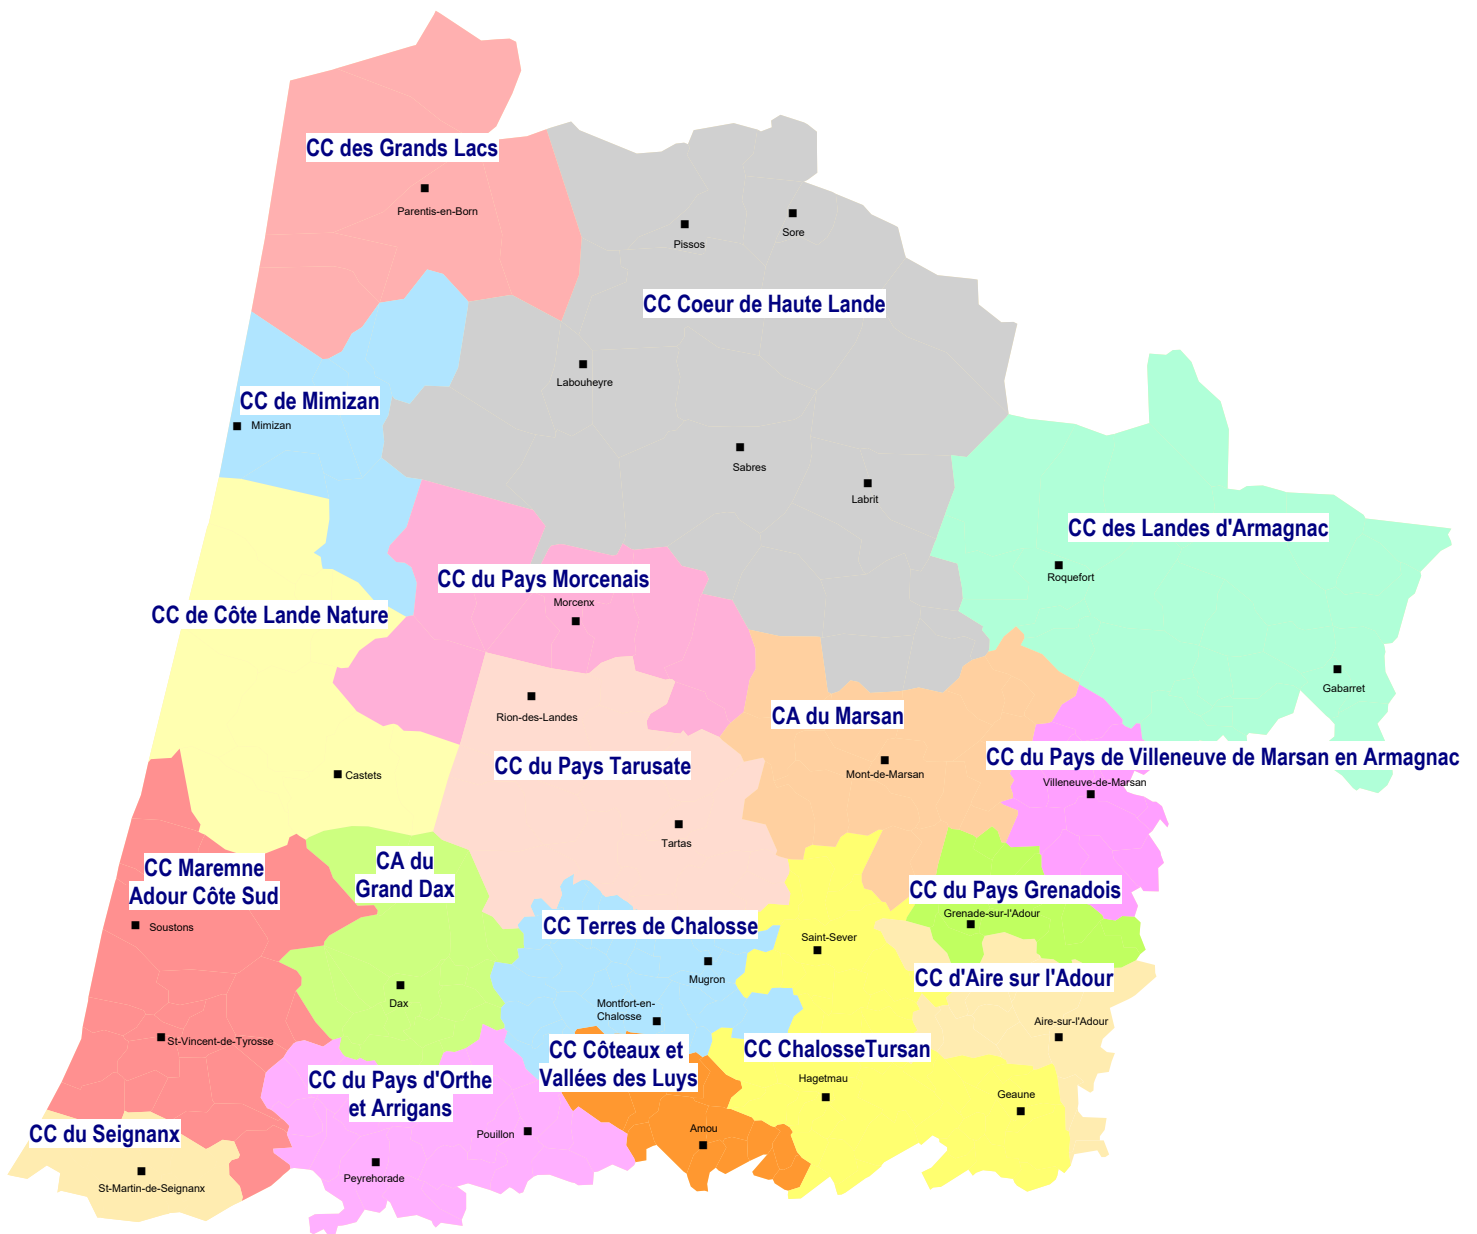 CC des Grands Lacs
Parentis-en-Born
Pissos
Sore
CC Coeur de Haute Lande
Labouheyre
CC de Mimizan
Mimizan
Sabres
Labrit
CC des Landes d'Armagnac
Roquefort
CC du Pays Morcenais
Morcenx
CC de Côte Lande Nature
Gabarret
Rion-des-Landes
CA du Marsan
CC du Pays Tarusate
CC du Pays de Villeneuve de Marsan en Armagnac
Castets
Mont-de-Marsan
Villeneuve-de-Marsan
Tartas
CC Maremne
Adour Côte Sud
CA du
Grand Dax
CC du Pays Grenadois
Grenade-sur-l'Adour
Soustons
CC Terres de Chalosse
Saint-Sever
Mugron
CC d'Aire sur l'Adour
Dax
Montfort-en-
Chalosse
Aire-sur-l'Adour
St-Vincent-de-Tyrosse
CC Côteaux et
Vallées des Luys
CC ChalosseTursan
Hagetmau
CC du Pays d'Orthe
et Arrigans
Geaune
CC du Seignanx
Pouillon
Amou
Peyrehorade
St-Martin-de-Seignanx